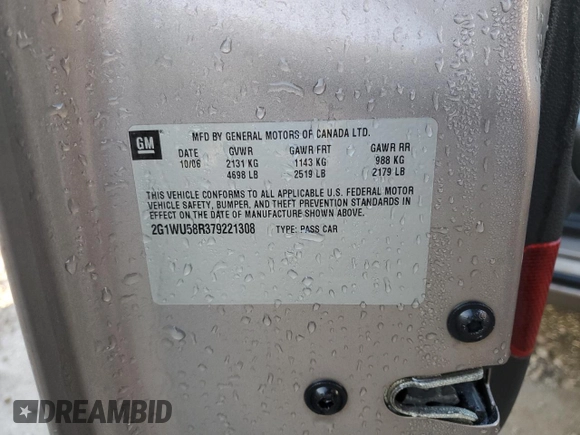 GM
MFD BY GENERAL MOTORS OF CANADA LTD.
DATE GVWR GAWR FRT GAWR RR
10/06 2131 KG 1143 KG 988 KG
4698 LB 2519 LB 2179 LB
THIS VEHICLE CONFORMS TO ALL APPLICABLE U.S. FEDERAL MOTOR
VEHICLE SAFETY, BUMPER, AND THEFT PREVENTION STANDARDS IN
EFFECT ON THE DATE OF MANUFACTURE SHOWN ABOVE.
2G1WU58R379221308 TYPE: PASS CAR
DREAMBID